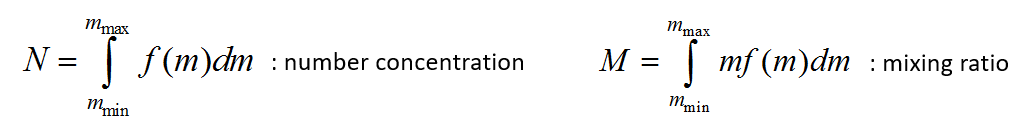 N = ∫_{m_min}^{m_max} f(m)dm : number concentration
M = ∫_{m_min}^{m_max} mf(m)dm : mixing ratio